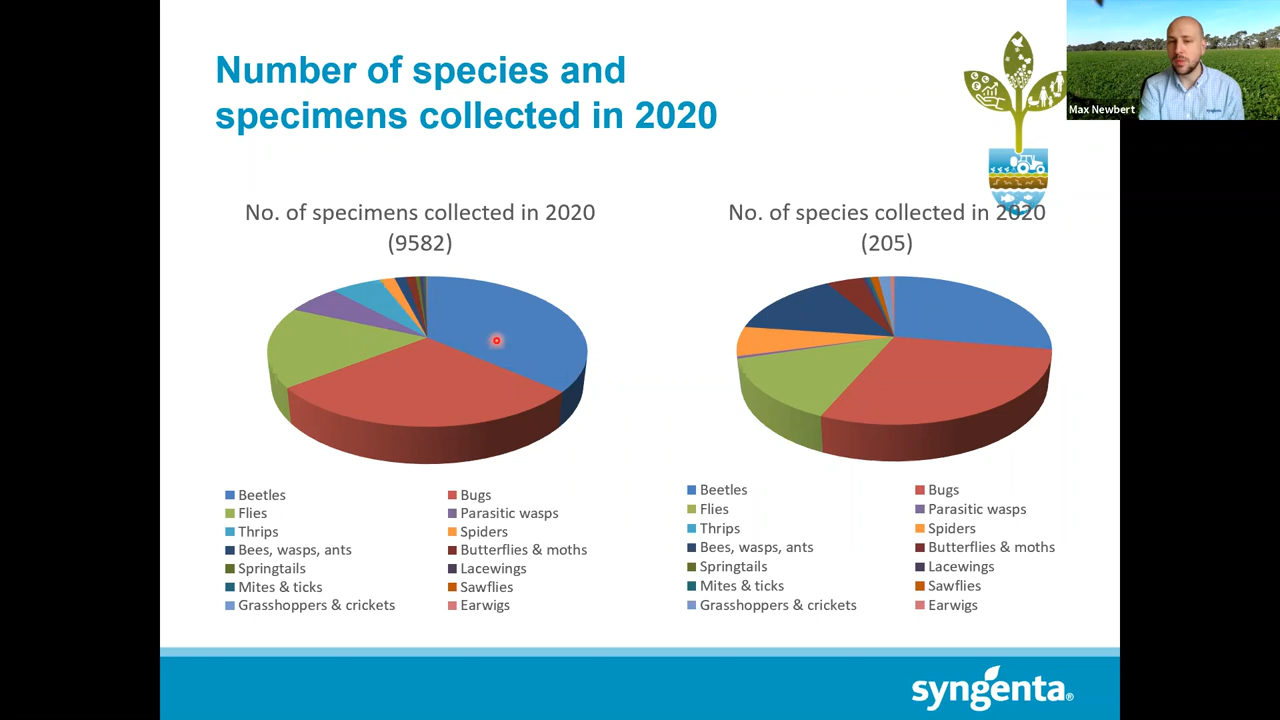 Number of species and
specimens collected in 2020
Max Newbert
No. of specimens collected in 2020
(9582)
Beetles
Bugs
Flies
Parasitic wasps
Thrips
Spiders
Bees, wasps, ants
Butterflies & moths
Springtails
Lacewings
Mites & ticks
Sawflies
Grasshoppers & crickets
Earwigs
No. of species collected in 2020
(205)
Beetles
Bugs
Flies
Parasitic wasps
Thrips
Spiders
Bees, wasps, ants
Butterflies & moths
Springtails
Lacewings
Mites & ticks
Sawflies
Grasshoppers & crickets
Earwigs
syngenta®